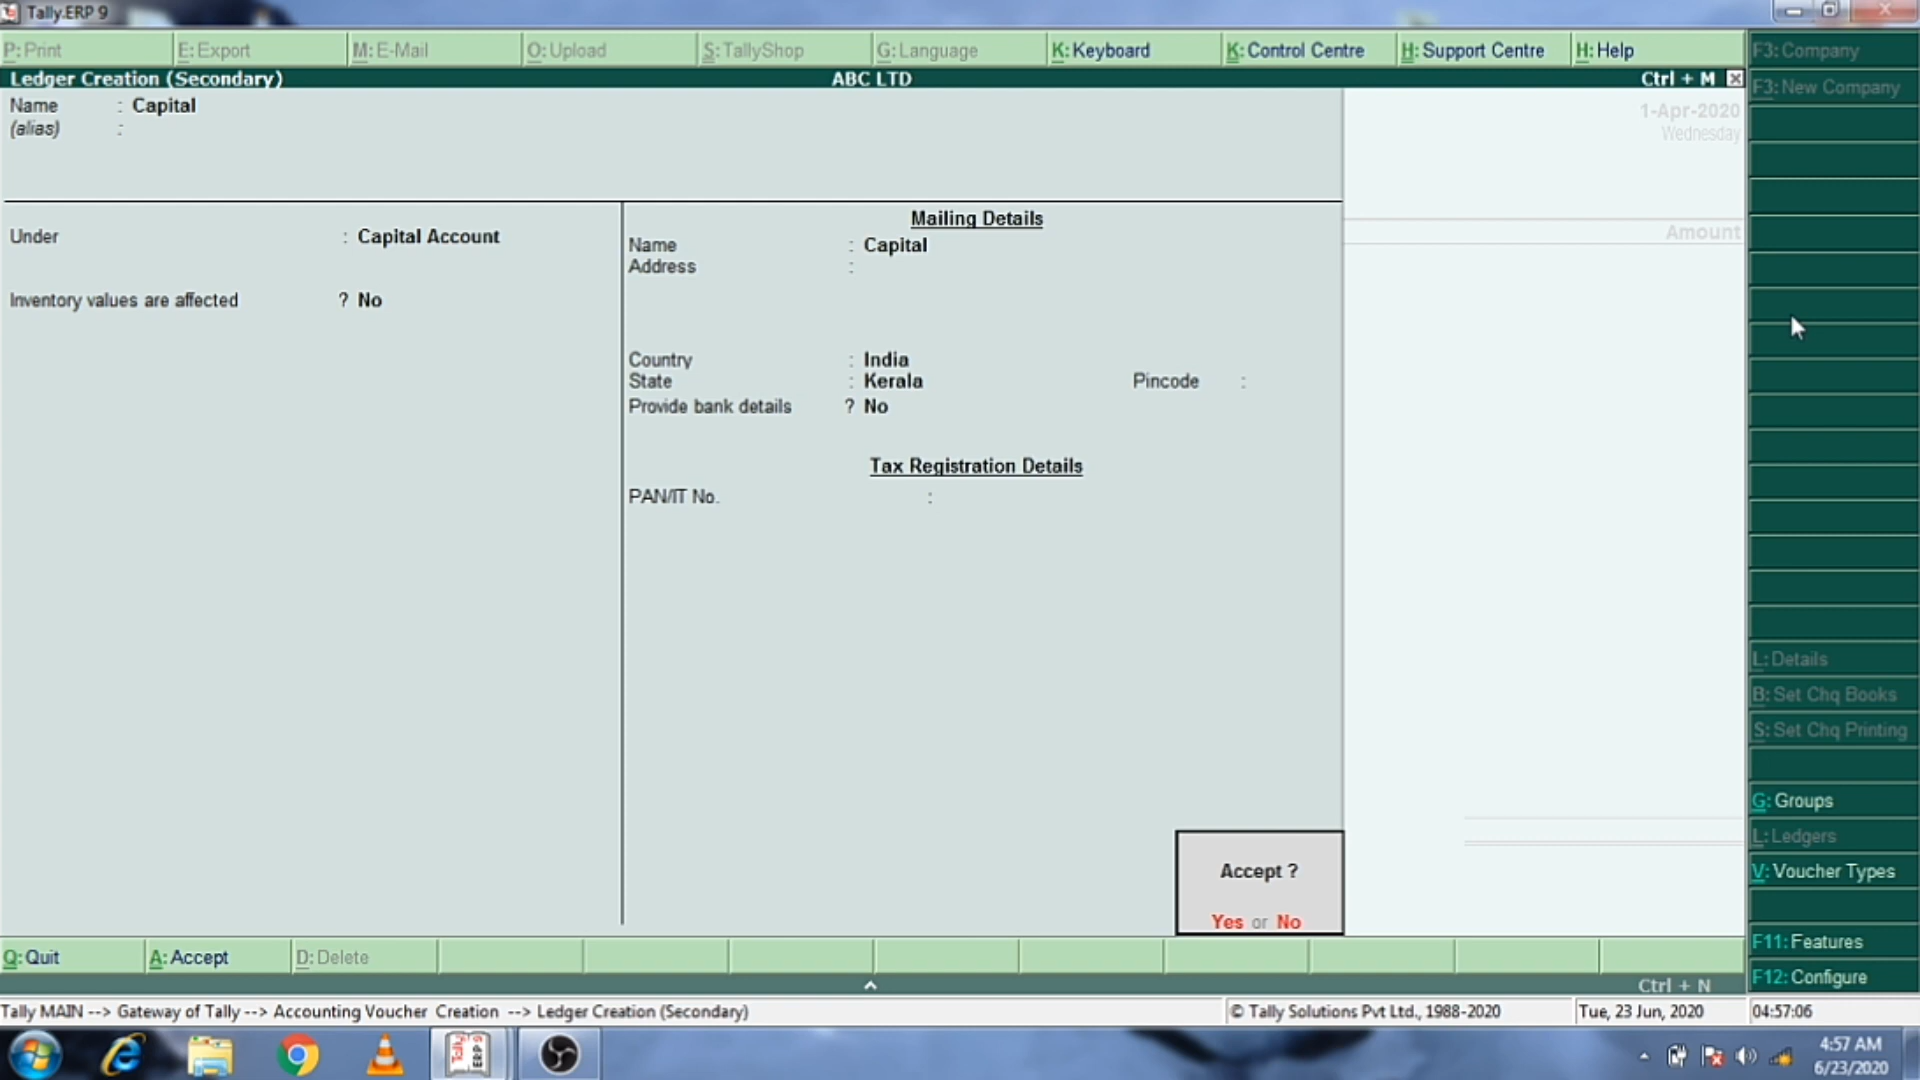 Tally.ERP 9
P: Print E: Export M: E-Mail O: Upload S: TallyShop G: Language K: Keyboard K: Control Centre H: Support Centre H: Help
F3: Company
Ledger Creation (Secondary) ABC LTD Ctrl + M
F3: New Company
Name : Capital
(alias) :
1-Apr-2020
Wednesday
Mailing Details
Under : Capital Account
Name : Capital
Address :
Amount
Inventory values are affected ? No
Country : India
State : Kerala Pincode :
Provide bank details ? No
Tax Registration Details
PAN/IT No. :
L: Details
B: Set Chq Books
S: Set Chq Printing
G: Groups
L: Ledgers
V: Voucher Types
Accept ?
Yes or No
F11: Features
F12: Configure
Q: Quit A: Accept D: Delete
Ctrl + N
Tally MAIN --> Gateway of Tally --> Accounting Voucher Creation --> Ledger Creation (Secondary) © Tally Solutions Pvt Ltd., 1988-2020 Tue, 23 Jun, 2020 04:57:06
Tally ERP 9
4:57 AM
6/23/2020